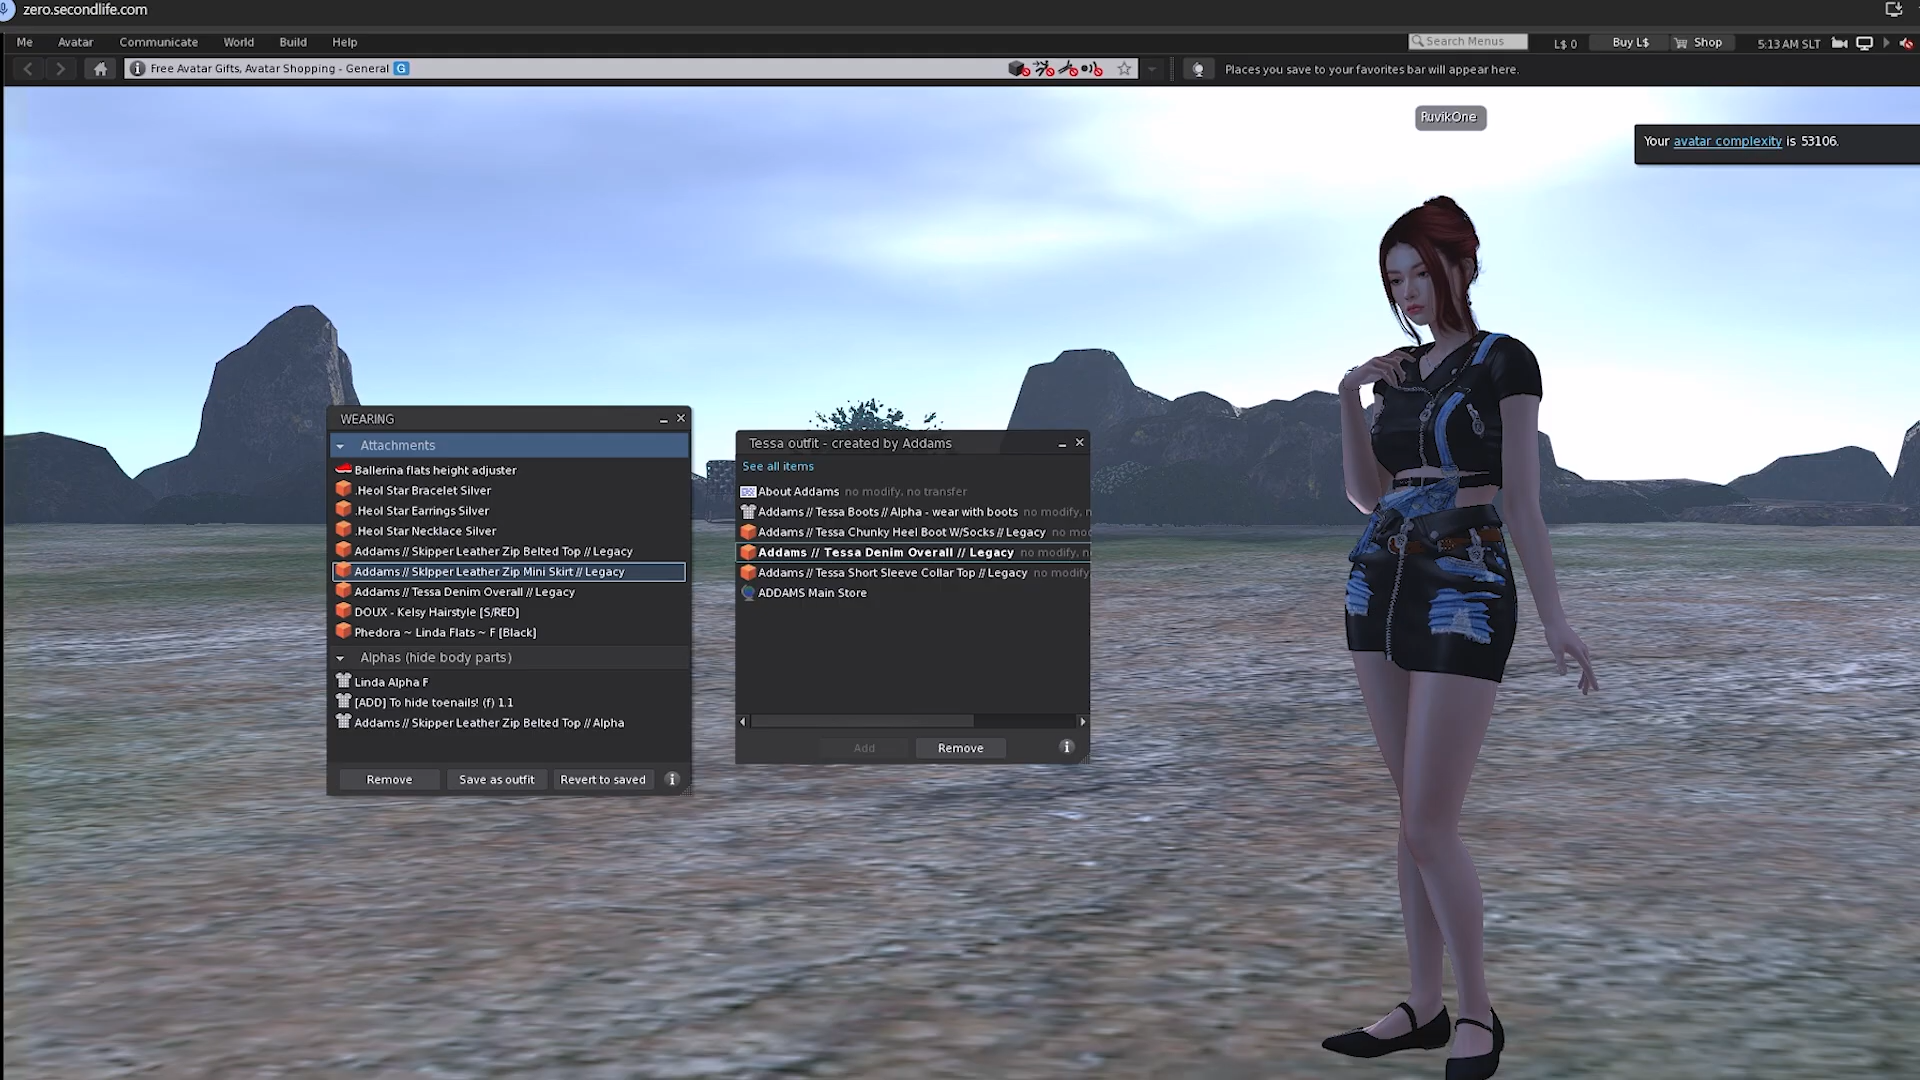 zero.secondlife.com
Me Avatar Communicate World Build Help Search Menus L$ 0 Buy L$ Shop 5:13 AM SLT
Free Avatar Gifts, Avatar Shopping - General G Places you save to your favorites bar will appear here.
RuvikOne
Your avatar complexity is 53106.
WEARING
Attachments
Ballerina flats height adjuster
.Heol Star Bracelet Silver
.Heol Star Earrings Silver
.Heol Star Necklace Silver
Addams // Skipper Leather Zip Belted Top // Legacy
Addams // Skipper Leather Zip Mini Skirt // Legacy
Addams // Tessa Denim Overall // Legacy
DOUX - Kelsy Hairstyle [S/RED]
Phedora ~ Linda Flats ~ F [Black]
Alphas (hide body parts)
Linda Alpha F
[ADD] To hide toenails! (f) 1.1
Addams // Skipper Leather Zip Belted Top // Alpha
Remove Save as outfit Revert to saved
Tessa outfit - created by Addams
See all items
About Addams no modify, no transfer
Addams // Tessa Boots // Alpha - wear with boots no modify, n
Addams // Tessa Chunky Heel Boot W/Socks // Legacy no mo
Addams // Tessa Denim Overall // Legacy no modify, n
Addams // Tessa Short Sleeve Collar Top // Legacy no modify
ADDAMS Main Store
Add Remove